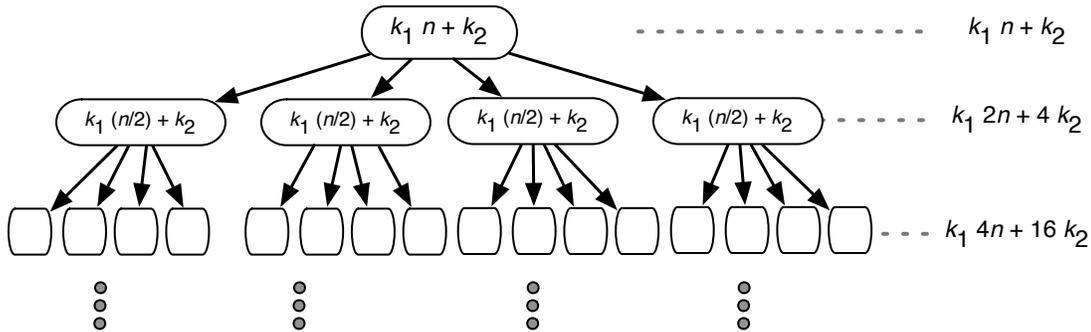 k₁ n + k₂ k₁ n + k₂
k₁ (n/2) + k₂ k₁ (n/2) + k₂ k₁ (n/2) + k₂ k₁ (n/2) + k₂ k₁ 2n + 4 k₂
k₁ 4n + 16 k₂